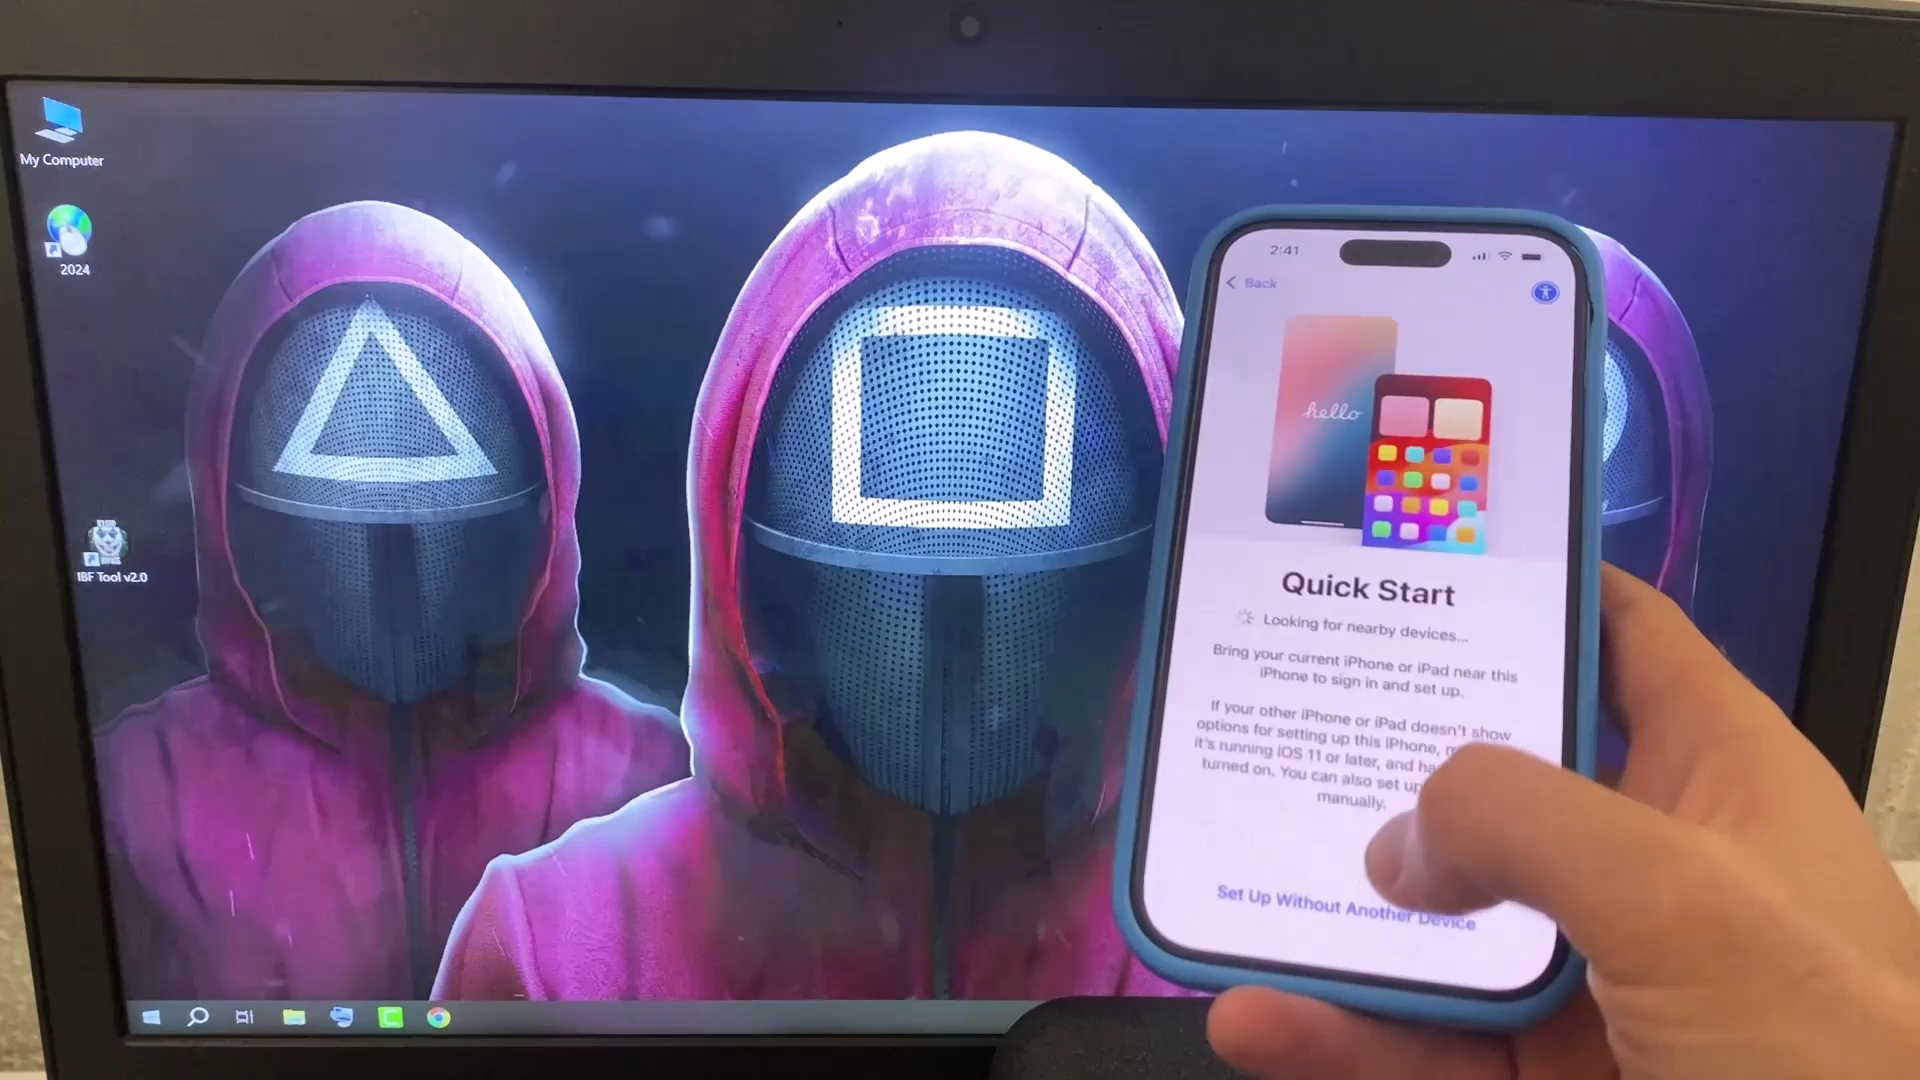 My Computer
2024
IBF Tool v2.0
2:41
Back
hello
Quick Start
Looking for nearby devices...
Bring your current iPhone or iPad near this
iPhone to sign in and set up.
If your other iPhone or iPad doesn't show
options for setting up this iPhone,
it's running iOS 11 or later, and
turned on. You can also set up
manually.
Set Up Without Another Device